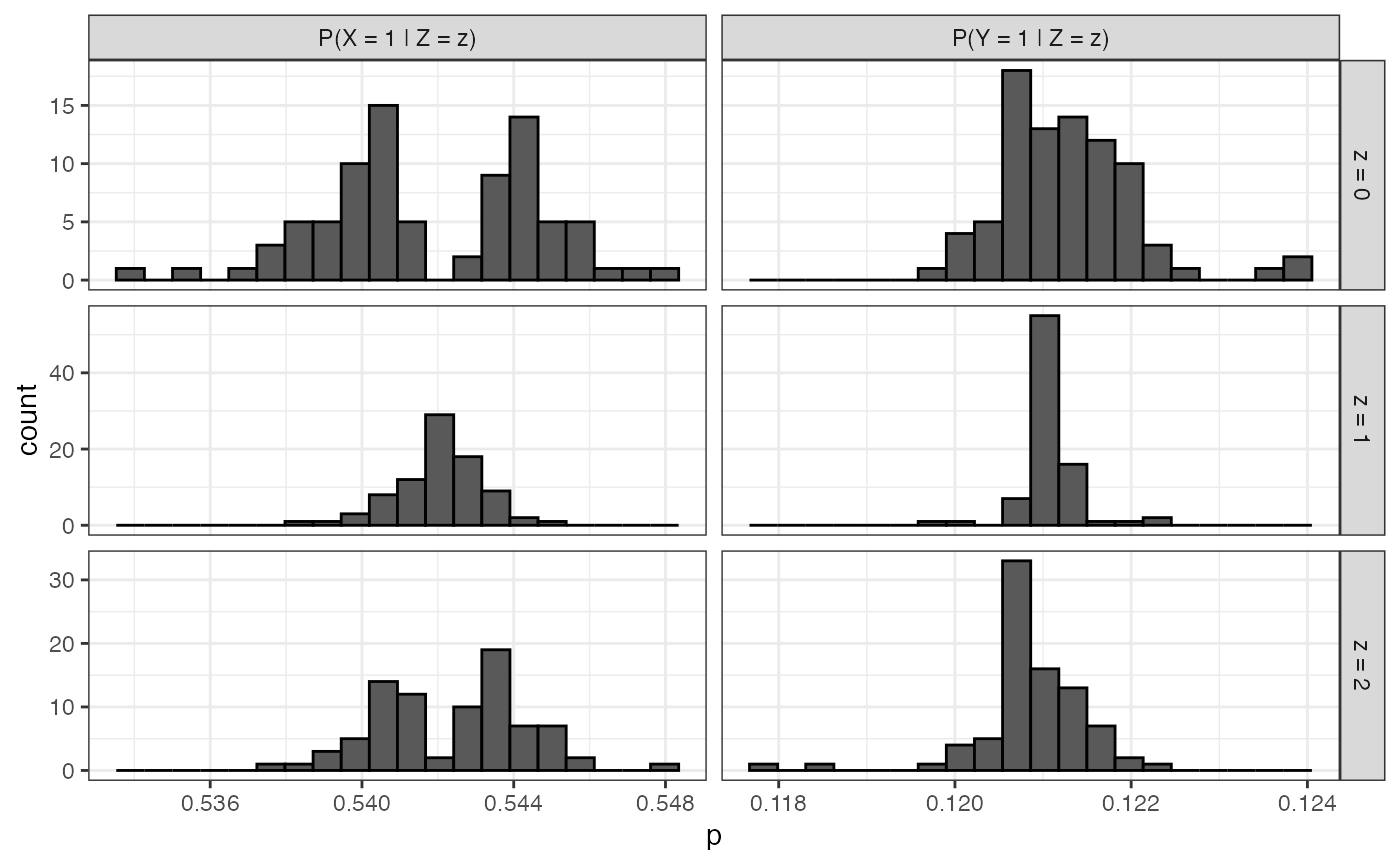 P(X = 1 | Z = z)
P(Y = 1 | Z = z)
15
10
5
0
z = 0
40
20
0
z = 1
30
20
10
0
z = 2
count
0.536
0.540
0.544
0.548
0.118
0.120
0.122
0.124
p